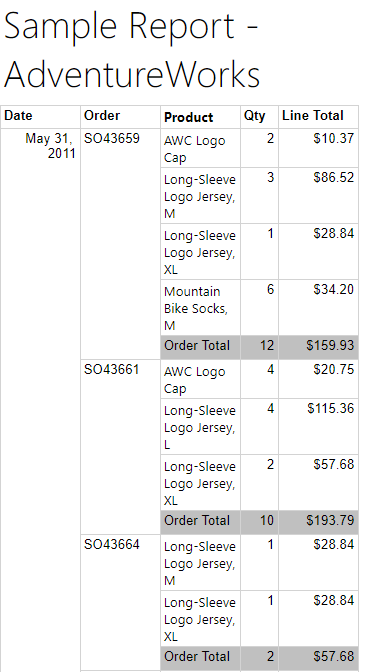 Sample Report -
AdventureWorks
Date Order Product Qty Line Total
May 31, SO43659 AWC Logo 2 $10.37
2011 Cap
Long-Sleeve 3 $86.52
Logo Jersey,
M
Long-Sleeve 1 $28.84
Logo Jersey,
XL
Mountain 6 $34.20
Bike Socks,
M
Order Total 12 $159.93
SO43661 AWC Logo 4 $20.75
Cap
Long-Sleeve 4 $115.36
Logo Jersey,
L
Long-Sleeve 2 $57.68
Logo Jersey,
XL
Order Total 10 $193.79
SO43664 Long-Sleeve 1 $28.84
Logo Jersey,
M
Long-Sleeve 1 $28.84
Logo Jersey,
XL
Order Total 2 $57.68